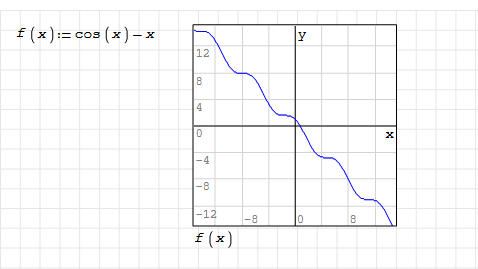 f(x):=cos(x)-x
y
12
8
4
0
x
-4
-8
-12
-8 0 8
f(x)